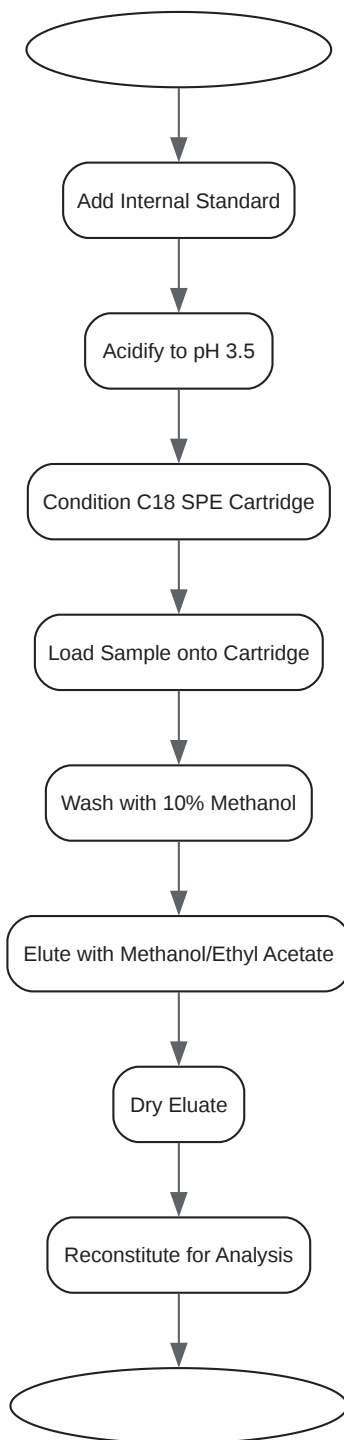 Add Internal Standard
Acidify to pH 3.5
Condition C18 SPE Cartridge
Load Sample onto Cartridge
Wash with 10% Methanol
Elute with Methanol/Ethyl Acetate
Dry Eluate
Reconstitute for Analysis